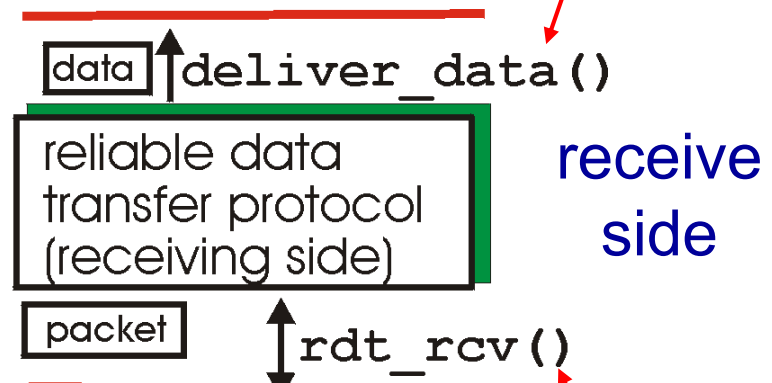 data deliver_data()
reliable data
transfer protocol
(receiving side)
receive
side
packet rdt_rcv()